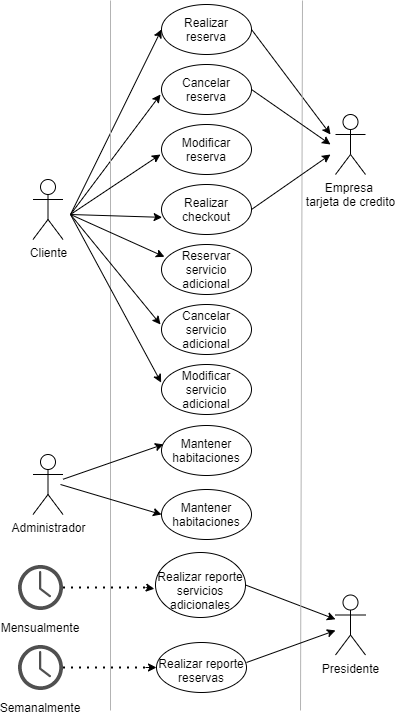 Realizar
reserva
Cancelar
reserva
Modificar
reserva
Empresa
tarjeta de credito
Realizar
checkout
Cliente
Reservar
servicio
adicional
Cancelar
servicio
adicional
Modificar
servicio
adicional
Mantener
habitaciones
Administrador
Mantener
habitaciones
Realizar reporte
servicios
adicionales
Mensualmente
Realizar reporte
reservas
Presidente
Semanalmente